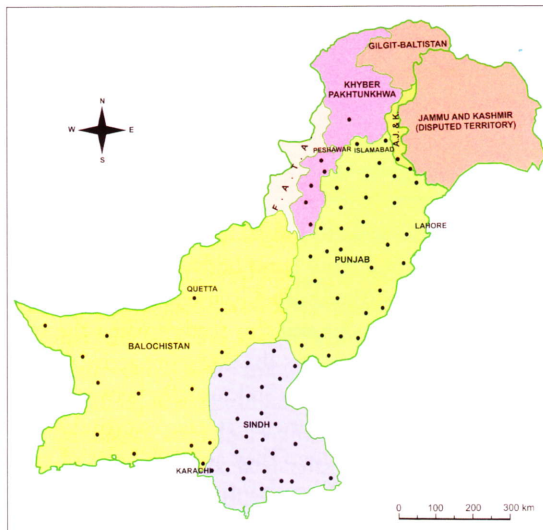 GILGIT-BALTISTAN
KHYBER
PAKHTUNKHWA
JAMMU AND KASHMIR
(DISPUTED TERRITORY)
A.J.& K
N
W E
S
PESHAWAR ISLAMABAD
F. A. T. A
LAHORE
PUNJAB
QUETTA
BALOCHISTAN
SINDH
KARACHI
0 100 200 300 km